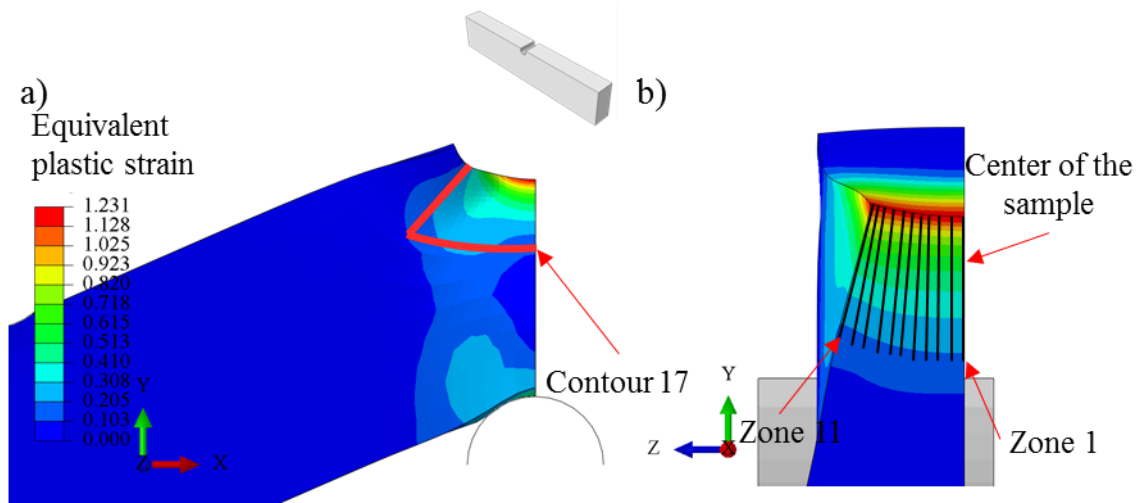 a)
b)
Equivalent
plastic strain
1.231
1.128
1.025
0.923
0.820
0.718
0.615
0.513
0.410
0.308
0.205
0.103
0.000
Y
Z
X
Contour 17
Center of the
sample
Y
Z
X
Zone 11
Zone 1